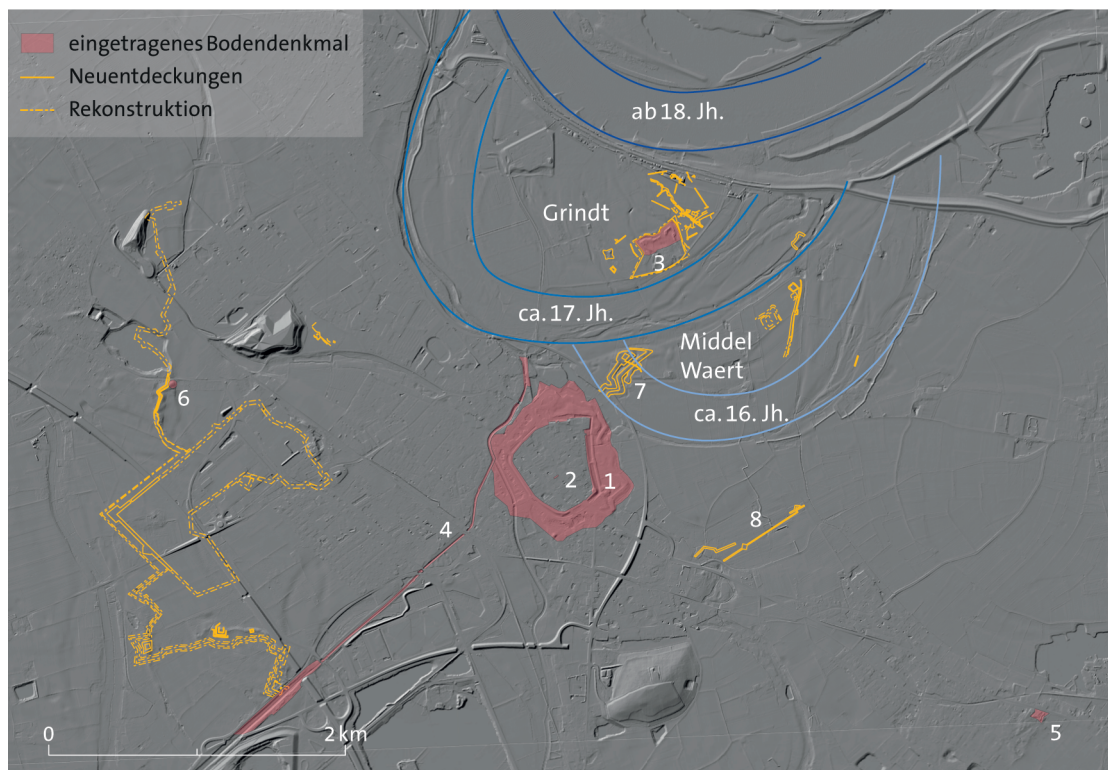 eingetragenes Bodendenkmal
Neuentdeckungen
Rekonstruktion
ab 18. Jh.
Grindt
3
ca. 17. Jh.
Middel
Waert
7
6
ca. 16. Jh.
2
1
4
8
0
2 km
5